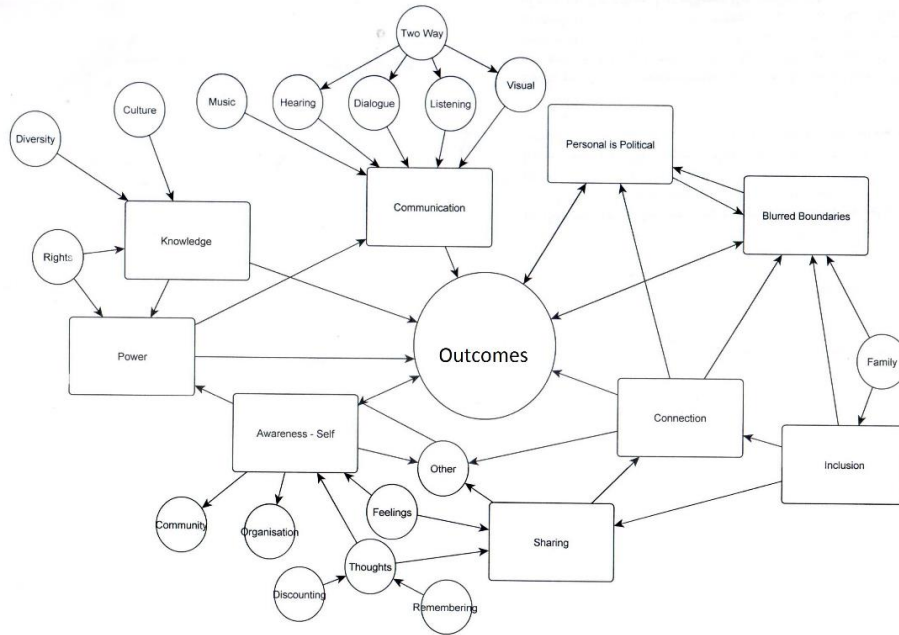 Two Way
Music
Hearing
Dialogue
Listening
Visual
Culture
Diversity
Personal is Political
Communication
Blurred Boundaries
Knowledge
Rights
Power
Outcomes
Family
Connection
Awareness - Self
Inclusion
Other
Feelings
Community
Organisation
Sharing
Thoughts
Discounting
Remembering